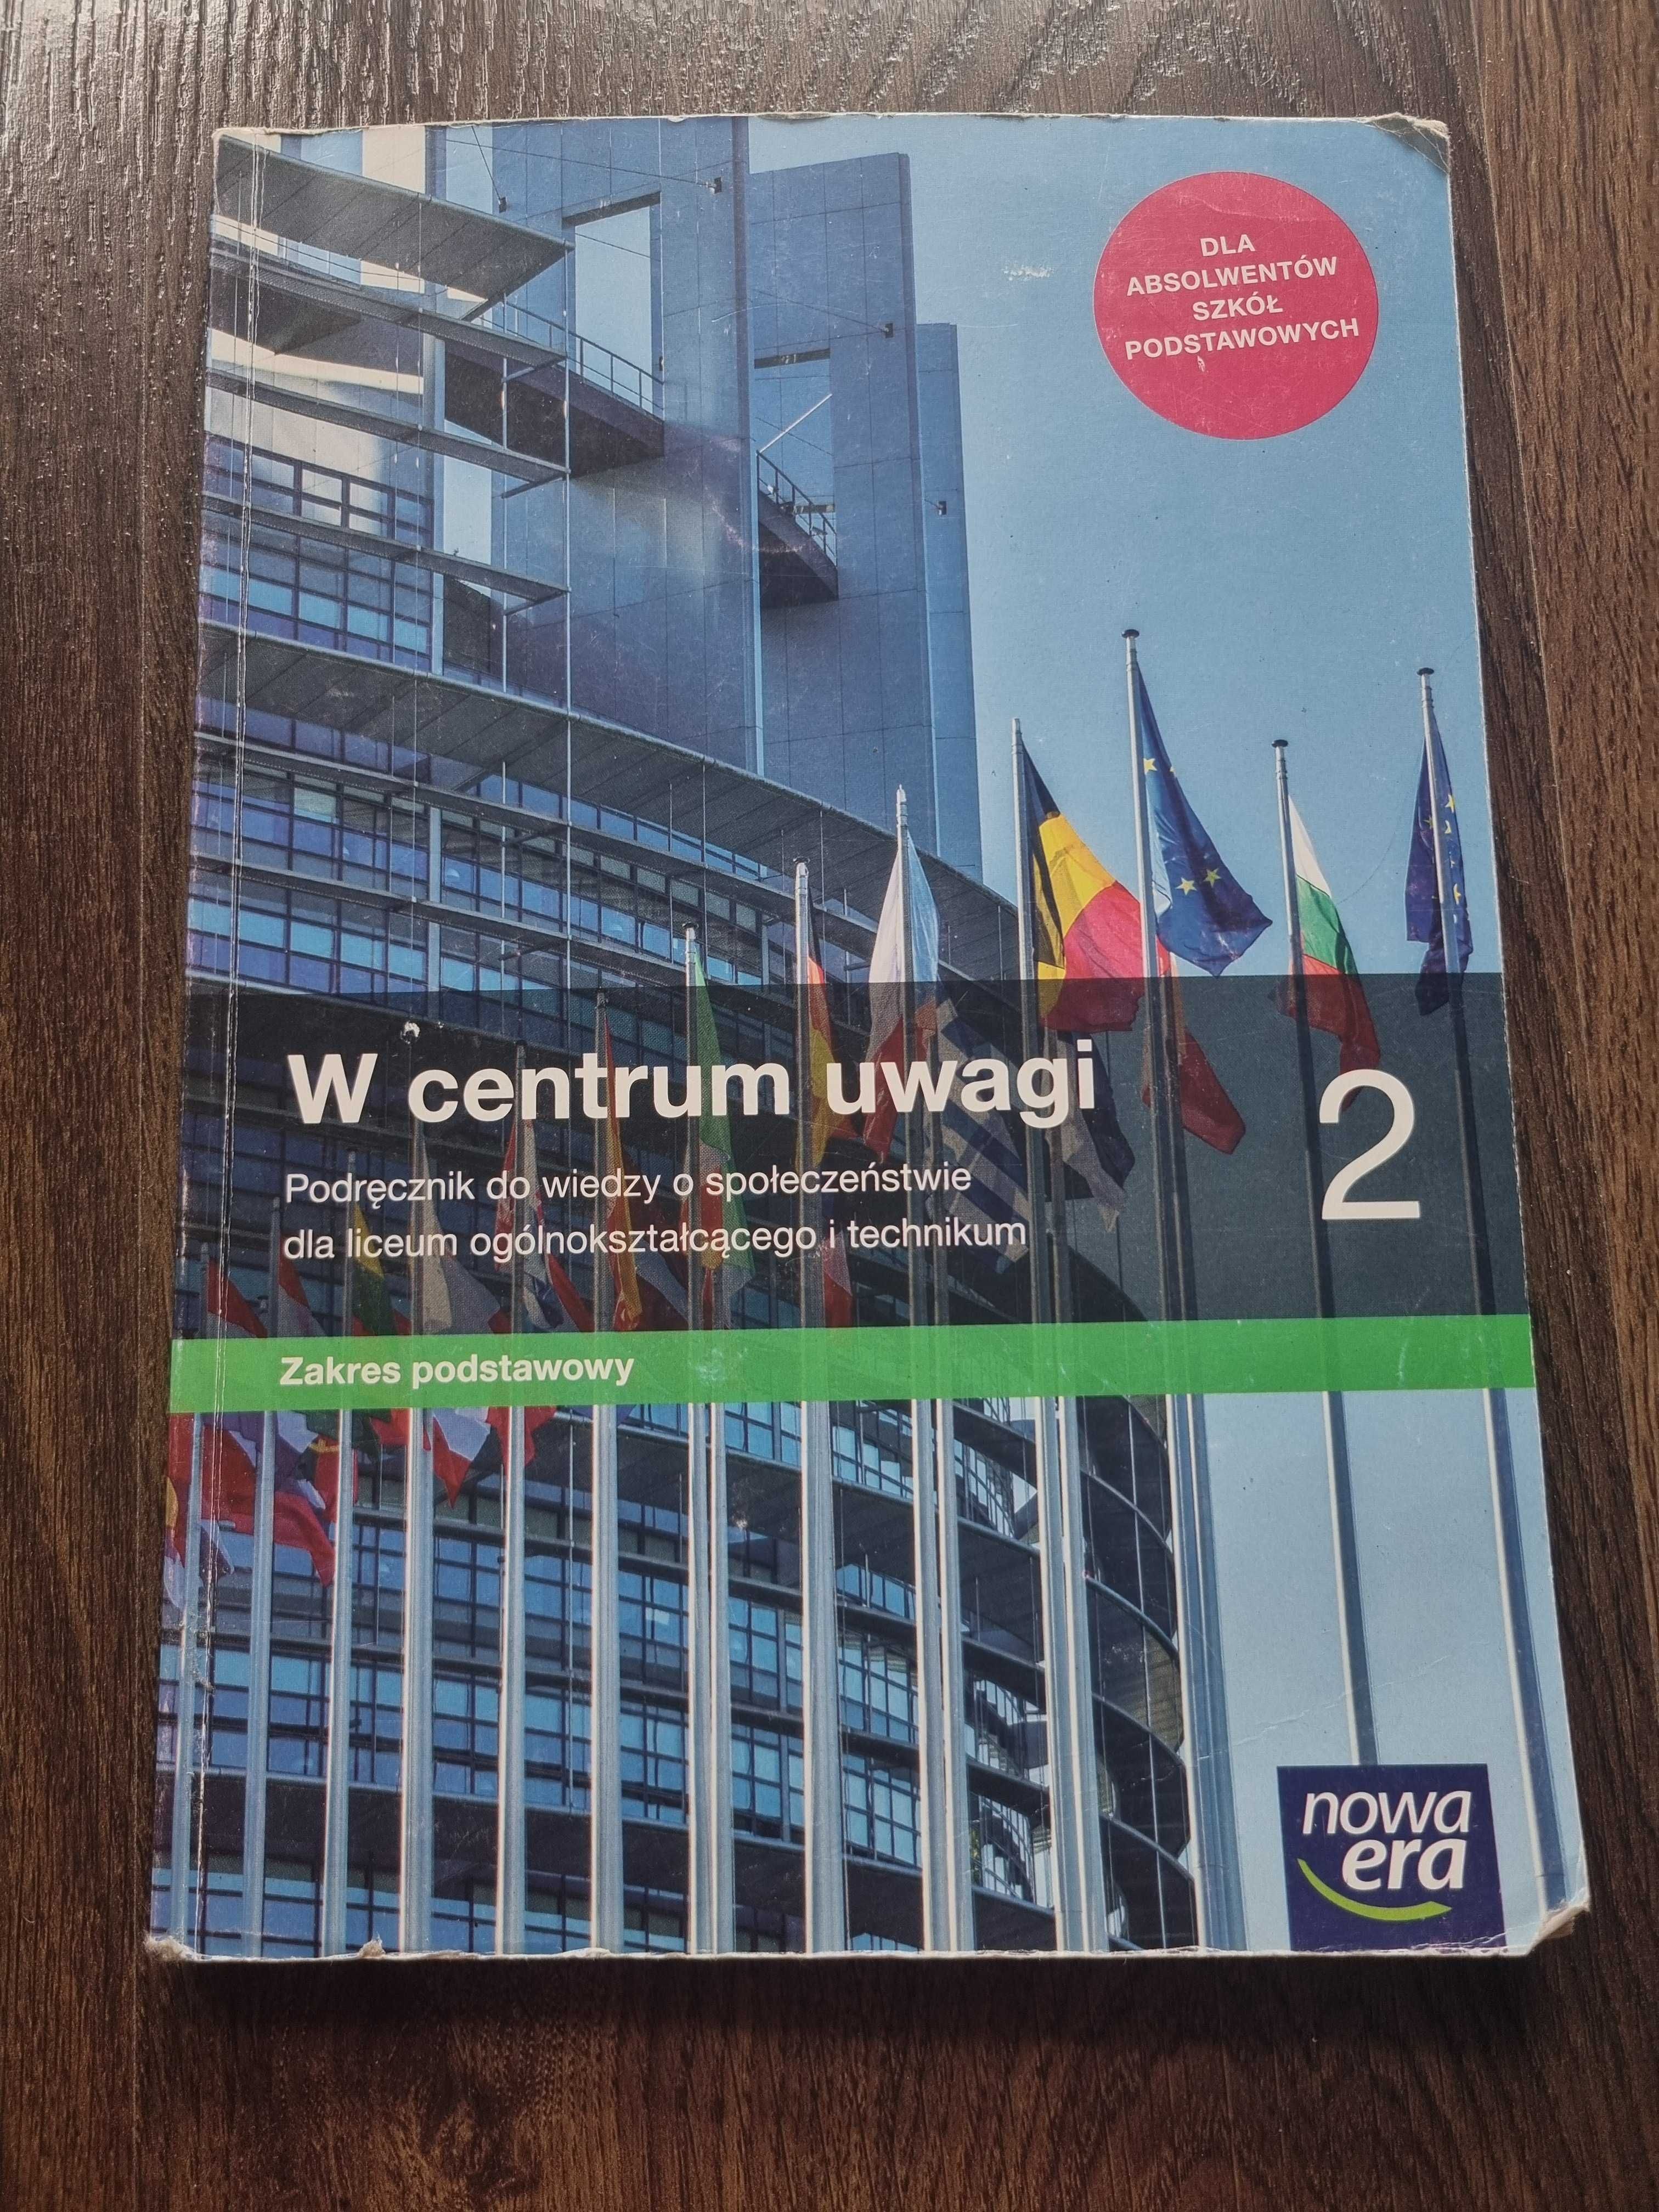 DLA
ABSOLWENTÓW
SZKÓŁ
PODSTAWOWYCH
W centrum uwagi
2
Podręcznik do wiedzy o społeczeństwie
dla liceum ogólnokształcącego i technikum
Zakres podstawowy
nowa
era